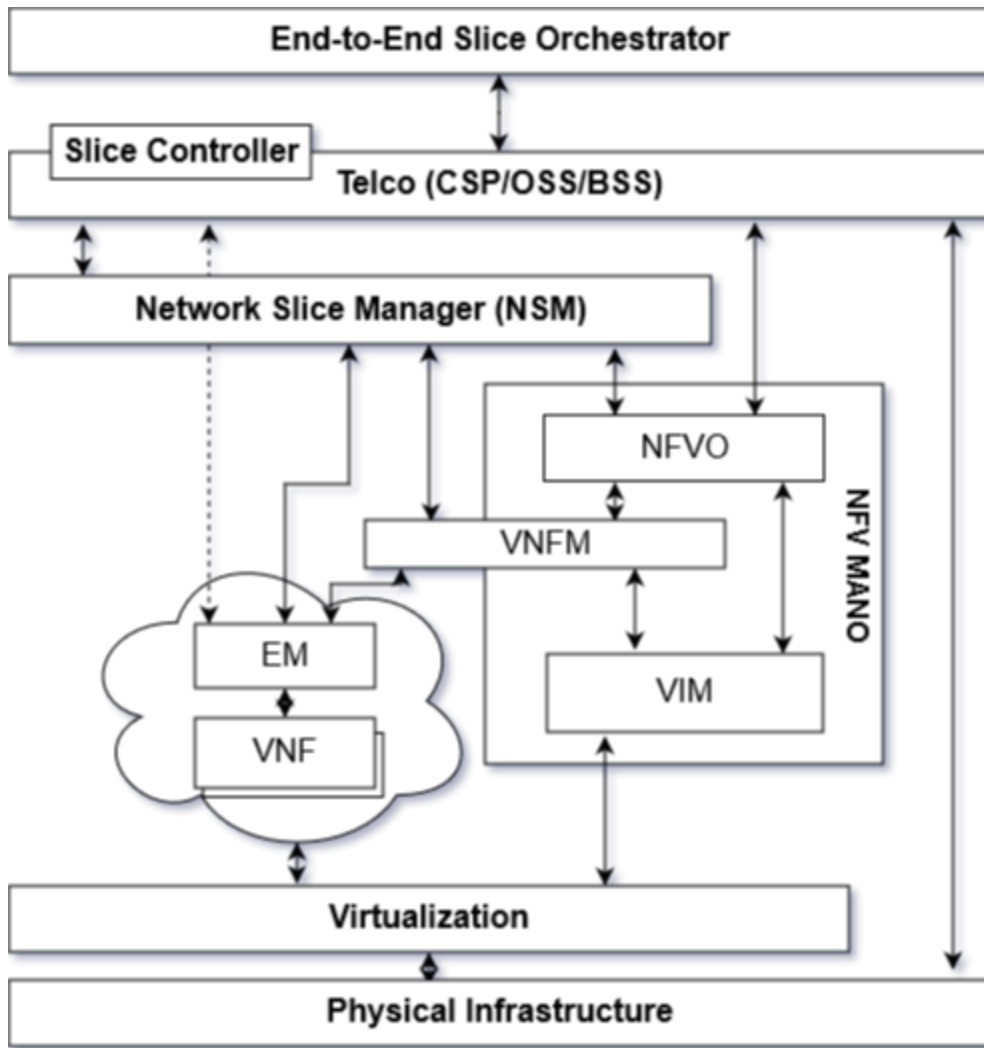 End-to-End Slice Orchestrator
Slice Controller
Telco (CSP/OSS/BSS)
Network Slice Manager (NSM)
NFVO
VNFM
NFV MANO
EM
VIM
VNF
Virtualization
Physical Infrastructure